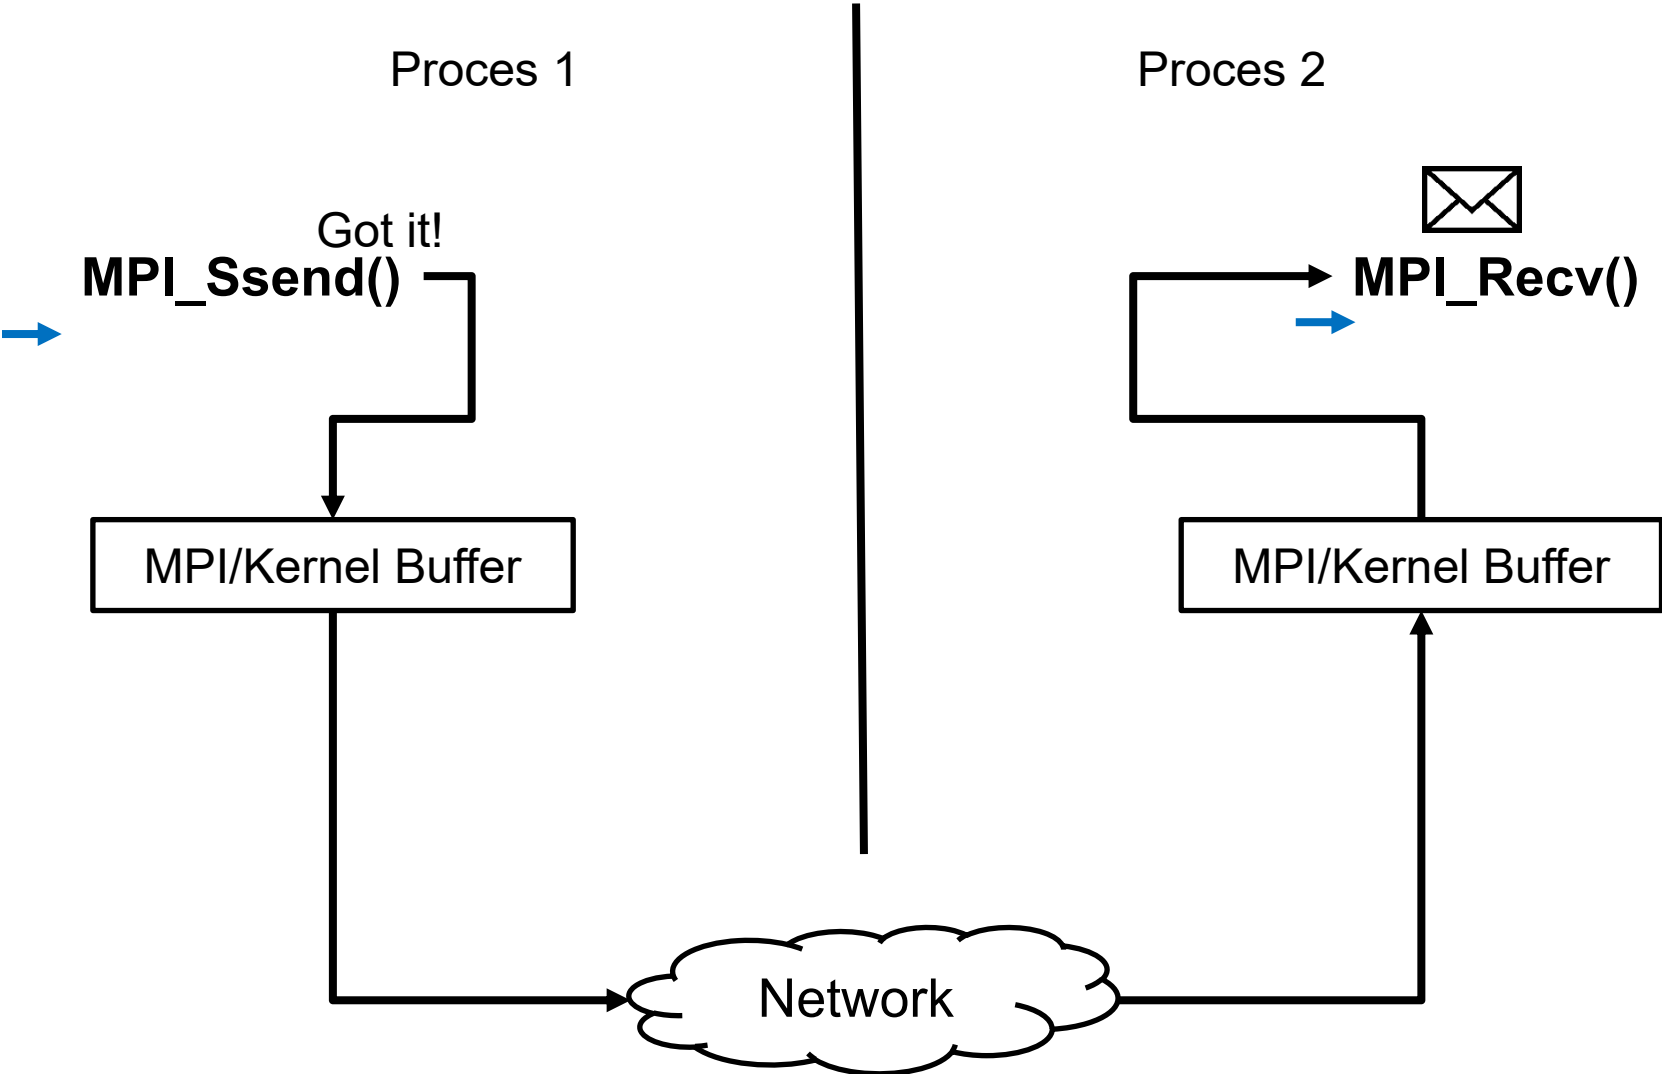 Proces 1
Proces 2
Got it!
MPI_Ssend()
MPI_Recv()
MPI/Kernel Buffer
MPI/Kernel Buffer
Network